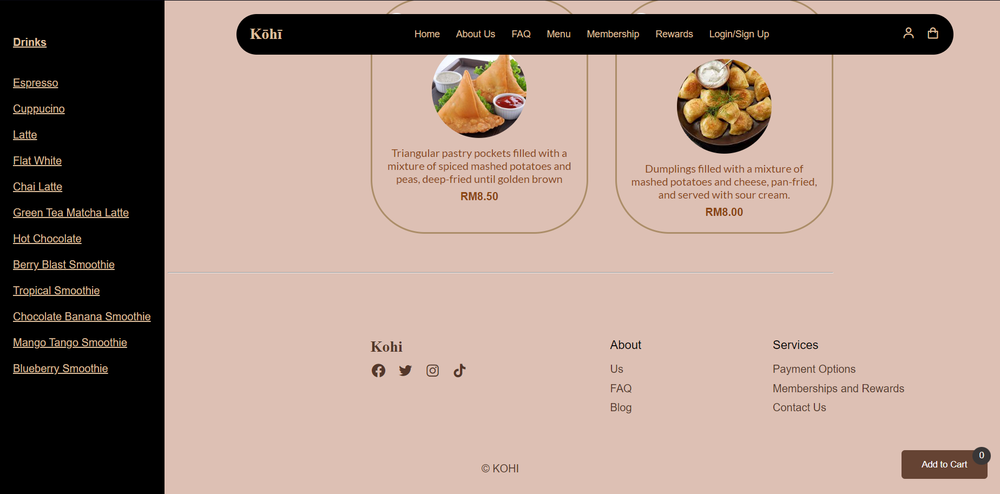 Kōhī
Home About Us FAQ Menu Membership Rewards Login/Sign Up
Drinks
Espresso
Cuppucino
Latte
Flat White
Chai Latte
Green Tea Matcha Latte
Hot Chocolate
Berry Blast Smoothie
Tropical Smoothie
Chocolate Banana Smoothie
Mango Tango Smoothie
Blueberry Smoothie
Triangular pastry pockets filled with a
mixture of spiced mashed potatoes and
peas, deep-fried until golden brown
RM8.50
Dumplings filled with a mixture of
mashed potatoes and cheese, pan-fried,
and served with sour cream.
RM8.00
Kohi
About
Us
FAQ
Blog
Services
Payment Options
Memberships and Rewards
Contact Us
© KOHI
Add to Cart
0